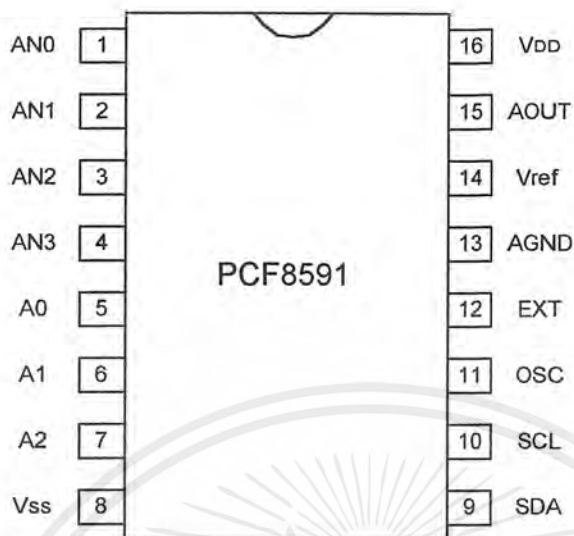 AN0 1 16 VDD
AN1 2 15 AOUT
AN2 3 14 Vref
AN3 4 13 AGND
PCF8591
A0 5 12 EXT
A1 6 11 OSC
A2 7 10 SCL
Vss 8 9 SDA